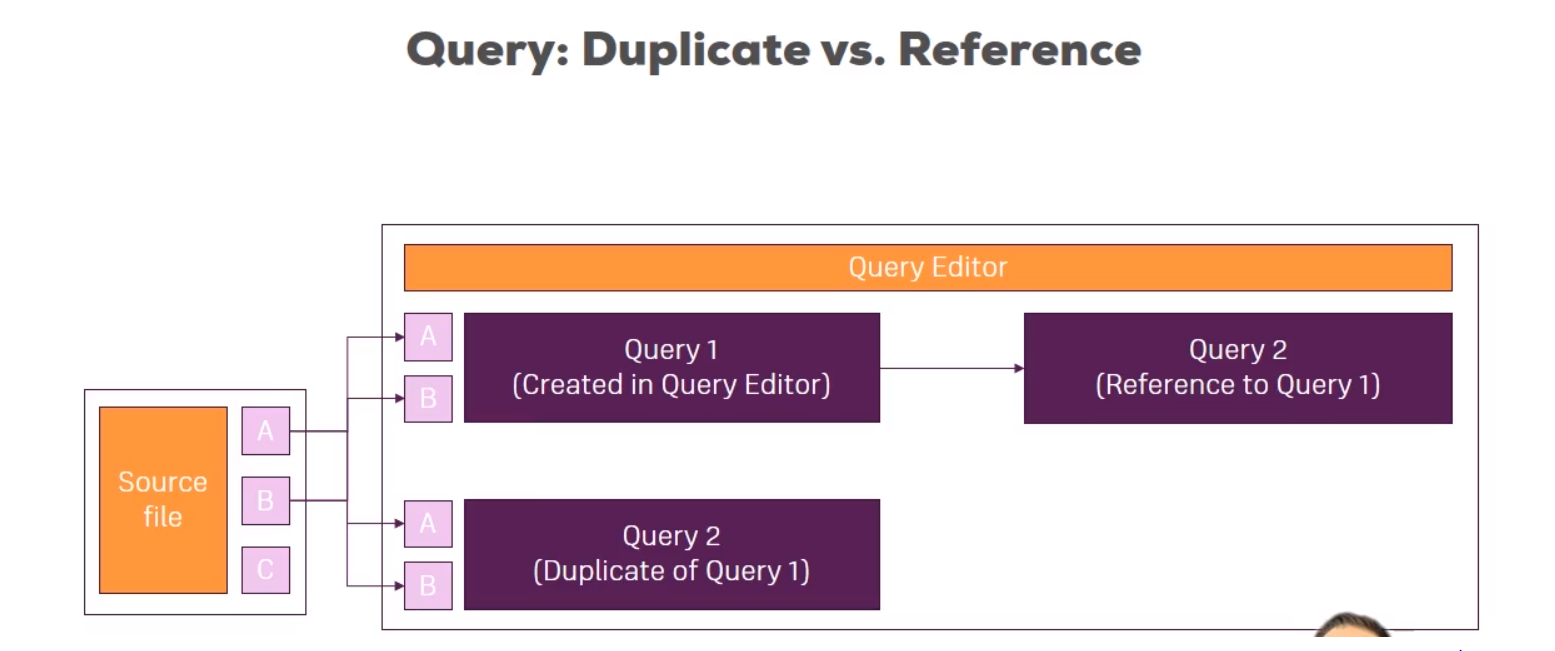 Query: Duplicate vs. Reference
Query Editor
A
Query 1
(Created in Query Editor)
Query 2
(Reference to Query 1)
B
Source
file
A
B
C
A
Query 2
(Duplicate of Query 1)
B